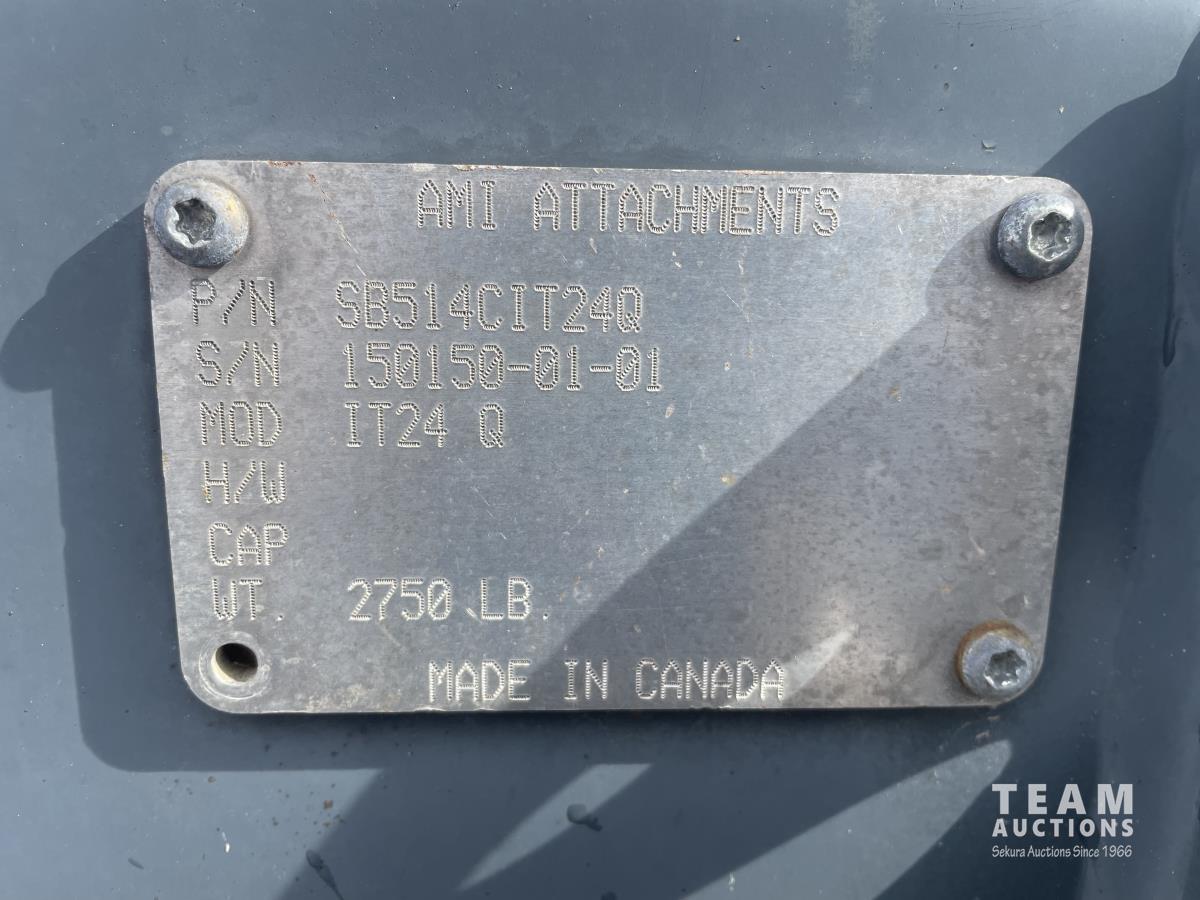 AMI ATTACHMENTS
P/N SB514CIT24Q
S/N 150150-01-01
MOD IT24 Q
H/W
CAP
WT. 2750 LB.
MADE IN CANADA
TEAM
AUCTIONS
Sekura Auctions Since 1966